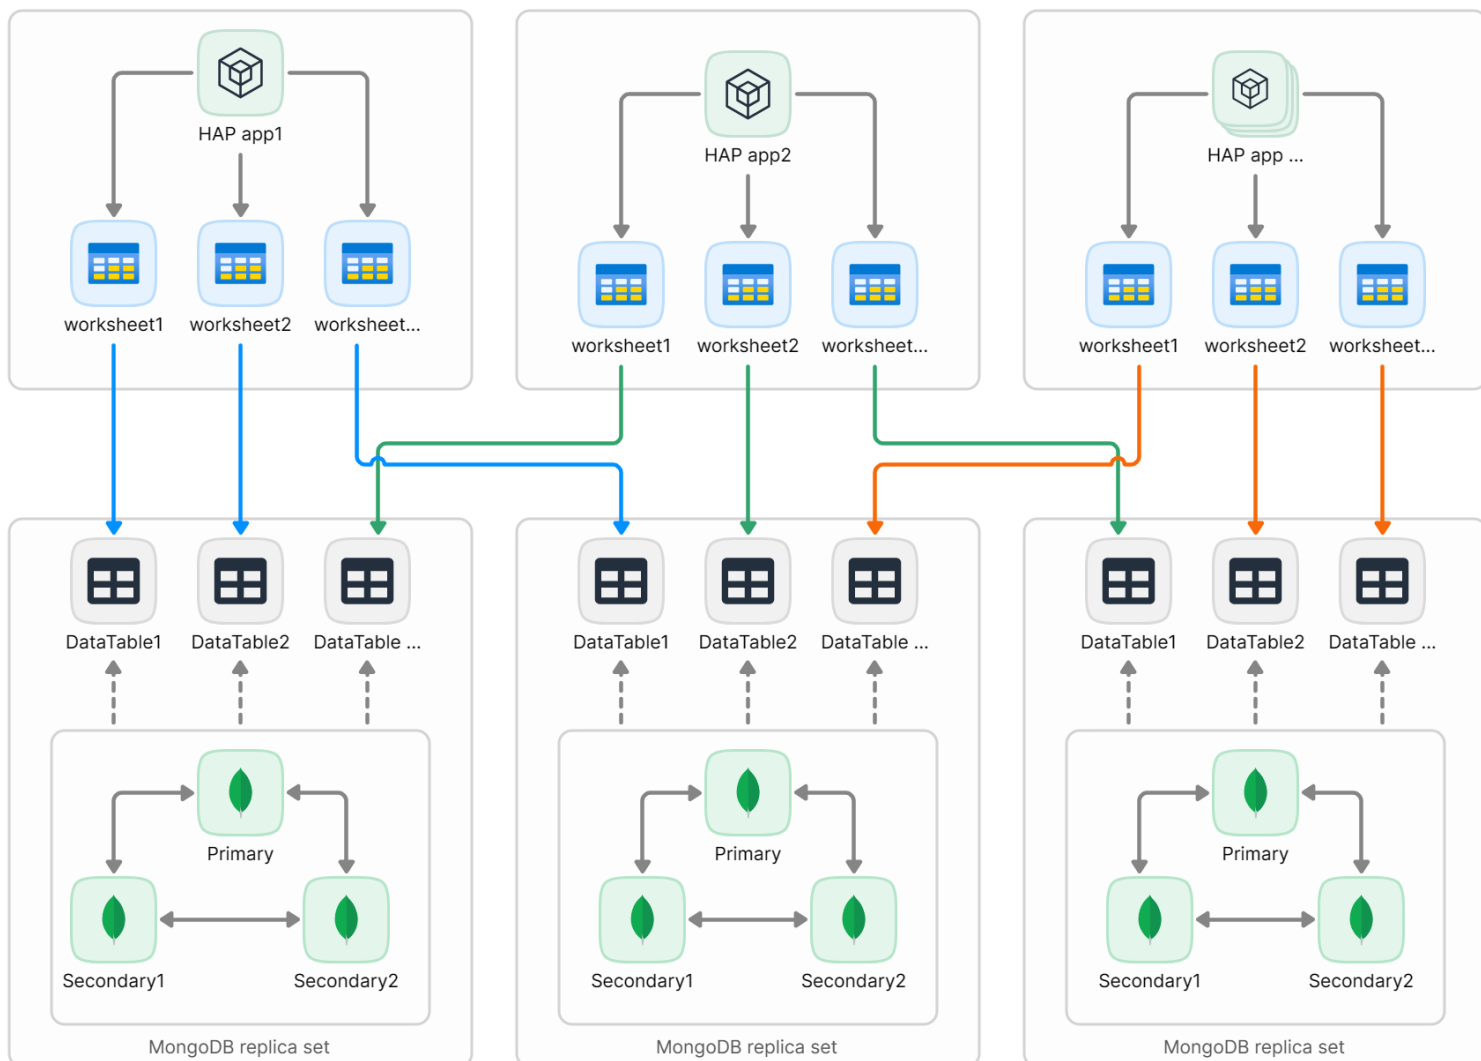 HAP app1
HAP app2
HAP app ...
worksheet1
worksheet2
worksheet...
worksheet1
worksheet2
worksheet...
worksheet1
worksheet2
worksheet...
DataTable1
DataTable2
DataTable ...
DataTable1
DataTable2
DataTable ...
DataTable1
DataTable2
DataTable ...
Primary
Primary
Primary
Secondary1
Secondary2
Secondary1
Secondary2
Secondary1
Secondary2
MongoDB replica set
MongoDB replica set
MongoDB replica set